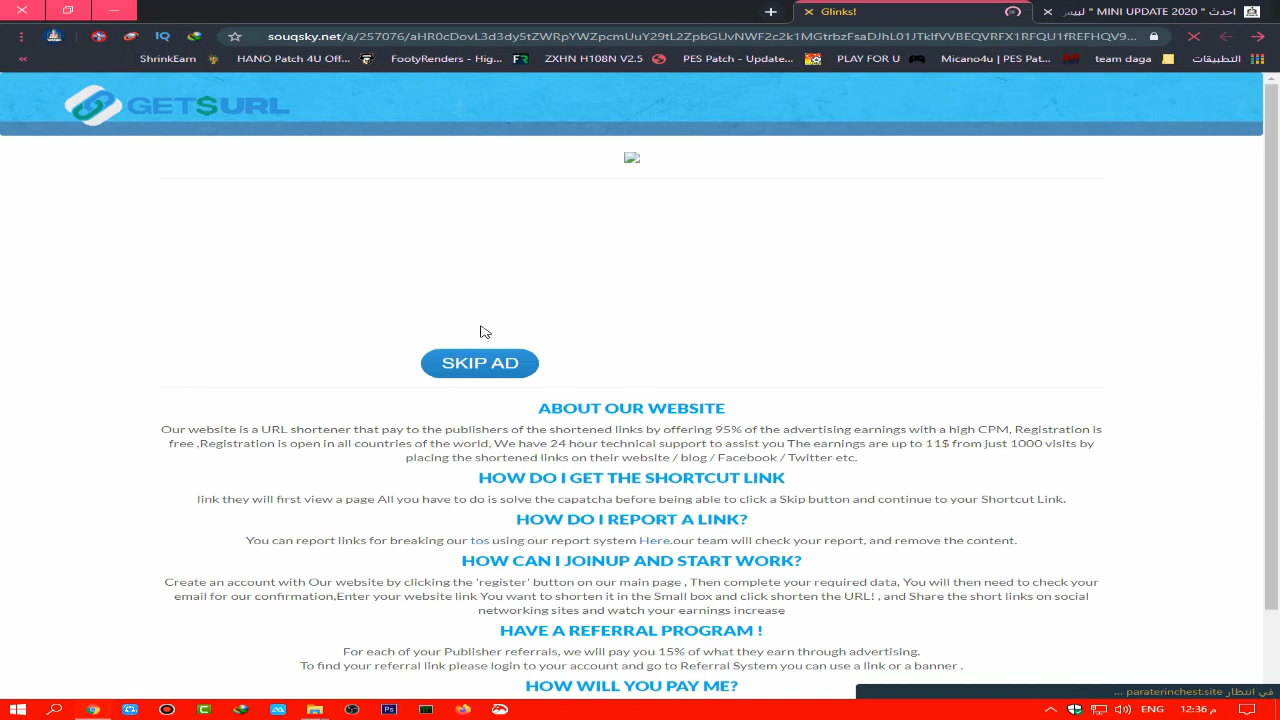 Glinks!
احدث " MINI UPDATE 2020 " لبيس
souqsky.net/a/257076/aHR0cDovL3d3dy5tZWRpYWZpcmUuY29tL2ZpbGUvNWF2c2k1MGtrbzFsaDJhL01JTklfVVBEQVRFX1RFQU1fREFHQV9...
ShrinkEarn
HANO Patch 4U Off...
FootyRenders - Hig...
ZXHN H108N V2.5
PES Patch - Update...
PLAY FOR U
Micano4u | PES Pat...
team daga
التطبيقات
GET$URL
SKIP AD
ABOUT OUR WEBSITE
Our website is a URL shortener that pay to the publishers of the shortened links by offering 95% of the advertising earnings with a high CPM, Registration is
free ,Registration is open in all countries of the world, We have 24 hour technical support to assist you The earnings are up to 11$ from just 1000 visits by
placing the shortened links on their website / blog / Facebook / Twitter etc.
HOW DO I GET THE SHORTCUT LINK
link they will first view a page All you have to do is solve the capatcha before being able to click a Skip button and continue to your Shortcut Link.
HOW DO I REPORT A LINK?
You can report links for breaking our tos using our report system Here.our team will check your report, and remove the content.
HOW CAN I JOINUP AND START WORK?
Create an account with Our website by clicking the 'register' button on our main page , Then complete your required data, You will then need to check your
email for our confirmation,Enter your website link You want to shorten it in the Small box and click shorten the URL! , and Share the short links on social
networking sites and watch your earnings increase
HAVE A REFERRAL PROGRAM !
For each of your Publisher referrals, we will pay you 15% of what they earn through advertising.
To find your referral link please login to your account and go to Referral System you can use a link or a banner .
HOW WILL YOU PAY ME?
في انتظار paraterinchest.site ...
ENG
12:36 م